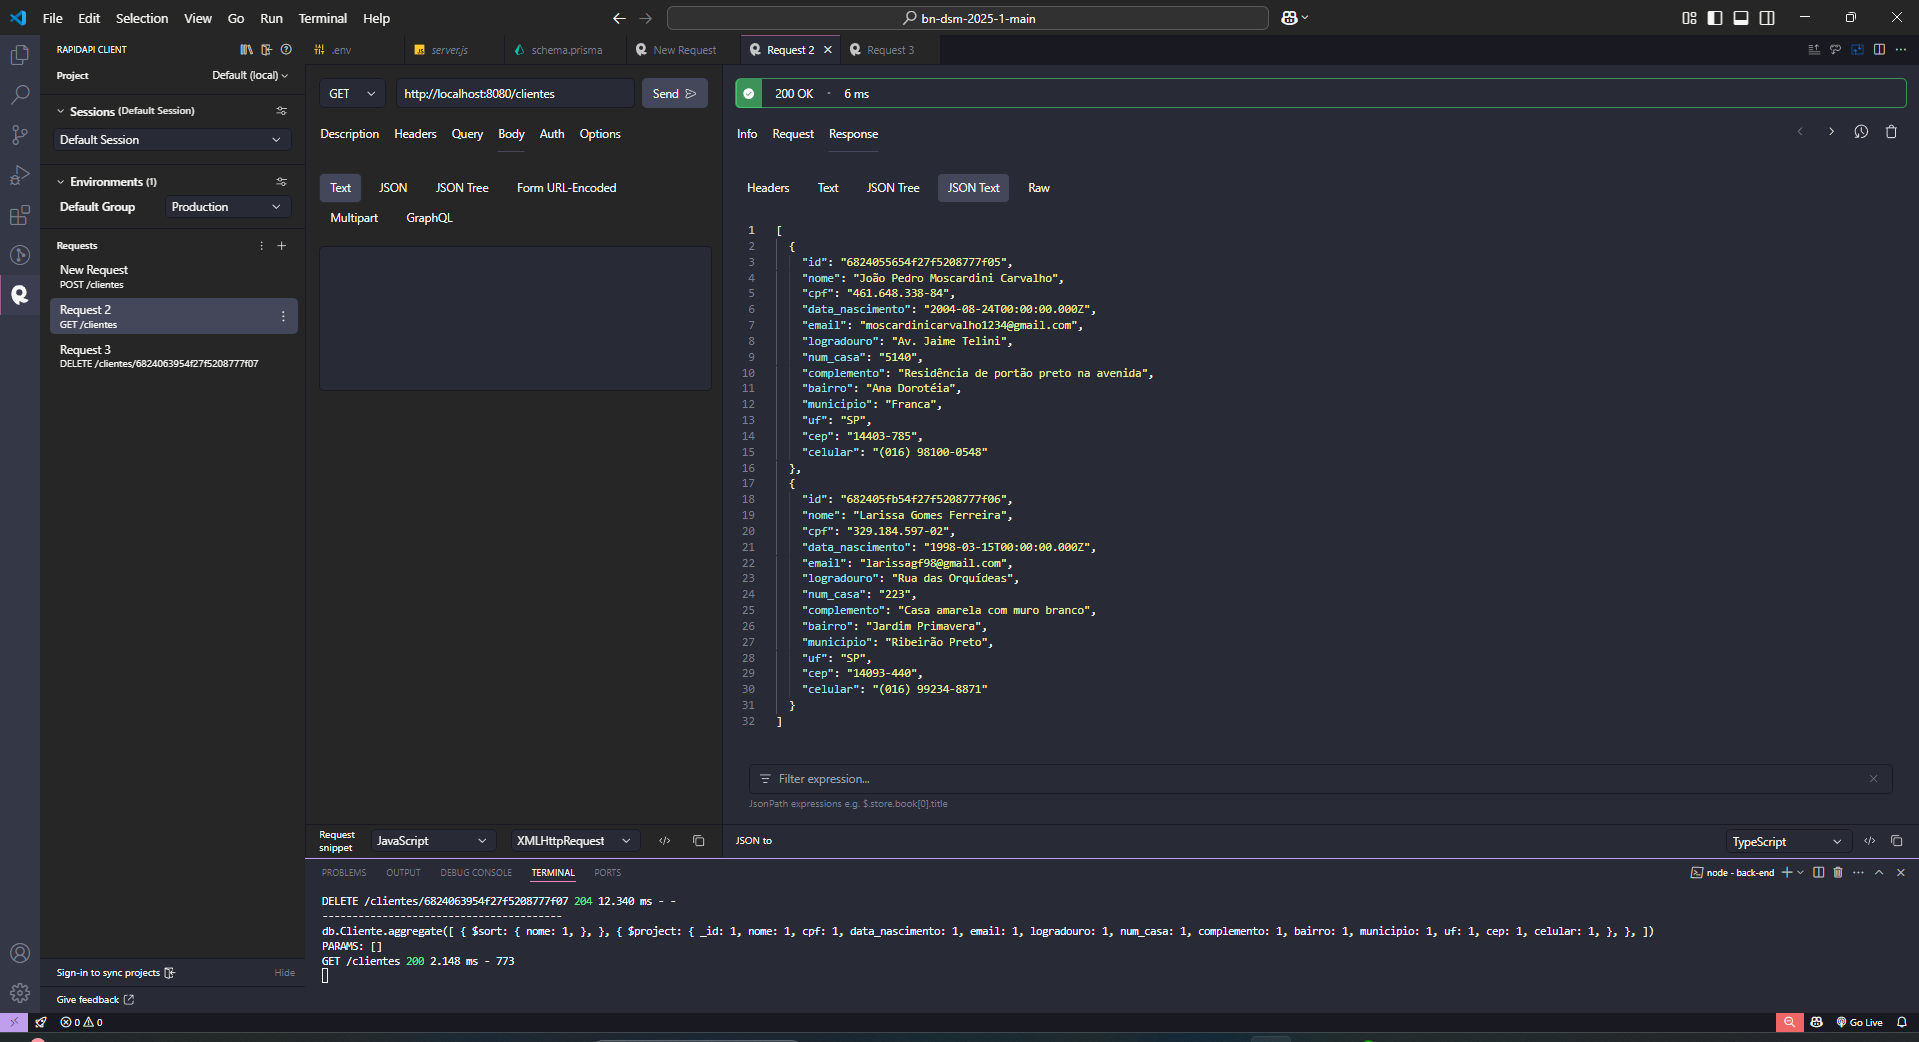 File Edit Selection View Go Run Terminal Help
bn-dsm-2025-1-main
RAPIDAPI CLIENT
Project Default (local)
Sessions (Default Session)
Default Session
Environments (1)
Default Group Production
Requests
New Request
POST /clientes
Request 2
GET /clientes
Request 3
DELETE /clientes/6824063954f27f5208777f07
Sign-in to sync projects Hide
Give feedback
.env server.js schema.prisma New Request Request 2 Request 3
GET http://localhost:8080/clientes Send
Description Headers Query Body Auth Options
Text JSON JSON Tree Form URL-Encoded
Multipart GraphQL
Request snippet JavaScript XMLHttpRequest
200 OK • 6 ms
Info Request Response
Headers Text JSON Tree JSON Text Raw
1 [
2 {
3 "id": "6824055654f27f5208777f05",
4 "nome": "João Pedro Moscardini Carvalho",
5 "cpf": "461.648.338-84",
6 "data_nascimento": "2004-08-24T00:00:00.000Z",
7 "email": "moscardinicarvalho1234@gmail.com",
8 "logradouro": "Av. Jaime Telini",
9 "num_casa": "5140",
10 "complemento": "Residência de portão preto na avenida",
11 "bairro": "Ana Dorotéia",
12 "municipio": "Franca",
13 "uf": "SP",
14 "cep": "14403-785",
15 "celular": "(016) 98100-0548"
16 },
17 {
18 "id": "682405fb54f27f5208777f06",
19 "nome": "Larissa Gomes Ferreira",
20 "cpf": "329.184.597-02",
21 "data_nascimento": "1998-03-15T00:00:00.000Z",
22 "email": "larissagf98@gmail.com",
23 "logradouro": "Rua das Orquídeas",
24 "num_casa": "223",
25 "complemento": "Casa amarela com muro branco",
26 "bairro": "Jardim Primavera",
27 "municipio": "Ribeirão Preto",
28 "uf": "SP",
29 "cep": "14093-440",
30 "celular": "(016) 99234-8871"
31 }
32 ]
Filter expression...
JsonPath expressions e.g. $.store.book[0].title
JSON to TypeScript
PROBLEMS OUTPUT DEBUG CONSOLE TERMINAL PORTS
node - back-end
DELETE /clientes/6824063954f27f5208777f07 204 12.340 ms - -
----------------------------------------
db.Cliente.aggregate([ { $sort: { nome: 1, }, }, { $project: { _id: 1, nome: 1, cpf: 1, data_nascimento: 1, email: 1, logradouro: 1, num_casa: 1, complemento: 1, bairro: 1, municipio: 1, uf: 1, cep: 1, celular: 1, }, }, ])
PARAMS: []
GET /clientes 200 2.148 ms - 773
0 0
Go Live